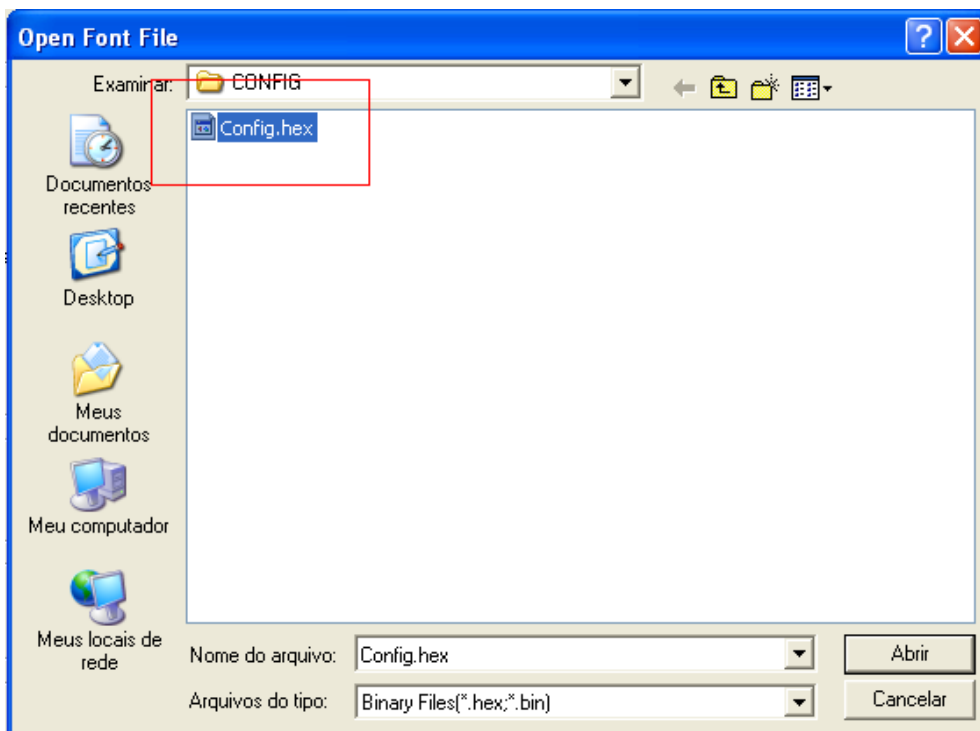 Open Font File
Examinar: CONFIG
Config.hex
Documentos
recentes
Desktop
Meus
documentos
Meu computador
Meus locais de
rede
Nome do arquivo: Config.hex Abrir
Arquivos do tipo: Binary Files(*.hex;*.bin) Cancelar